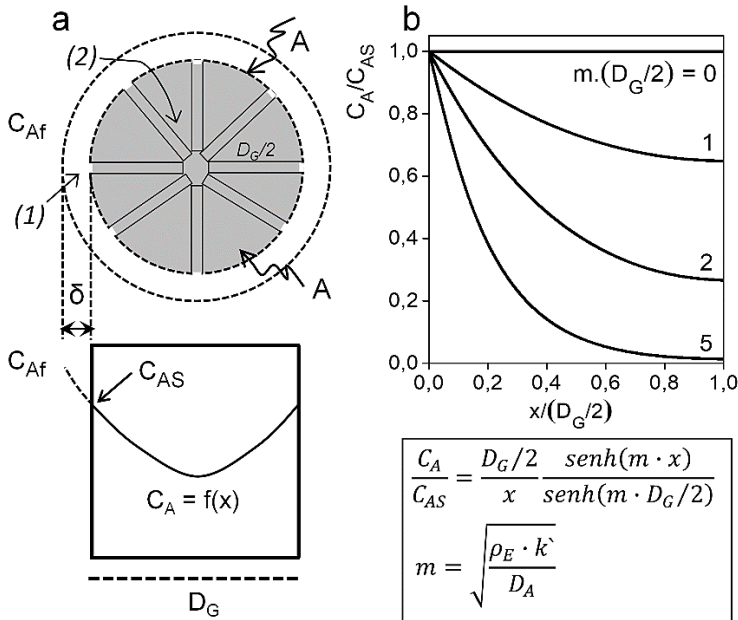 a
A
(2)
C_Af
D_G/2
(1)
A
δ
C_Af
C_AS
C_A = f(x)
D_G
b
C_A/C_AS
1,0
0,8
0,6
0,4
0,2
0,0
m.(D_G/2) = 0
1
2
5
0,0 0,2 0,4 0,6 0,8 1,0
x/(D_G/2)
C_A/C_AS = (D_G/2)/x senh(m · x)/senh(m · D_G/2)
m = √(ρ_E · k`/D_A)